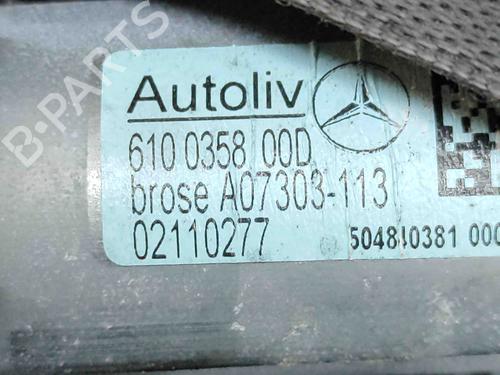 B-PARTS
Autoliv
610 0358 00D
brose A07303-113
02110277
504840381 000